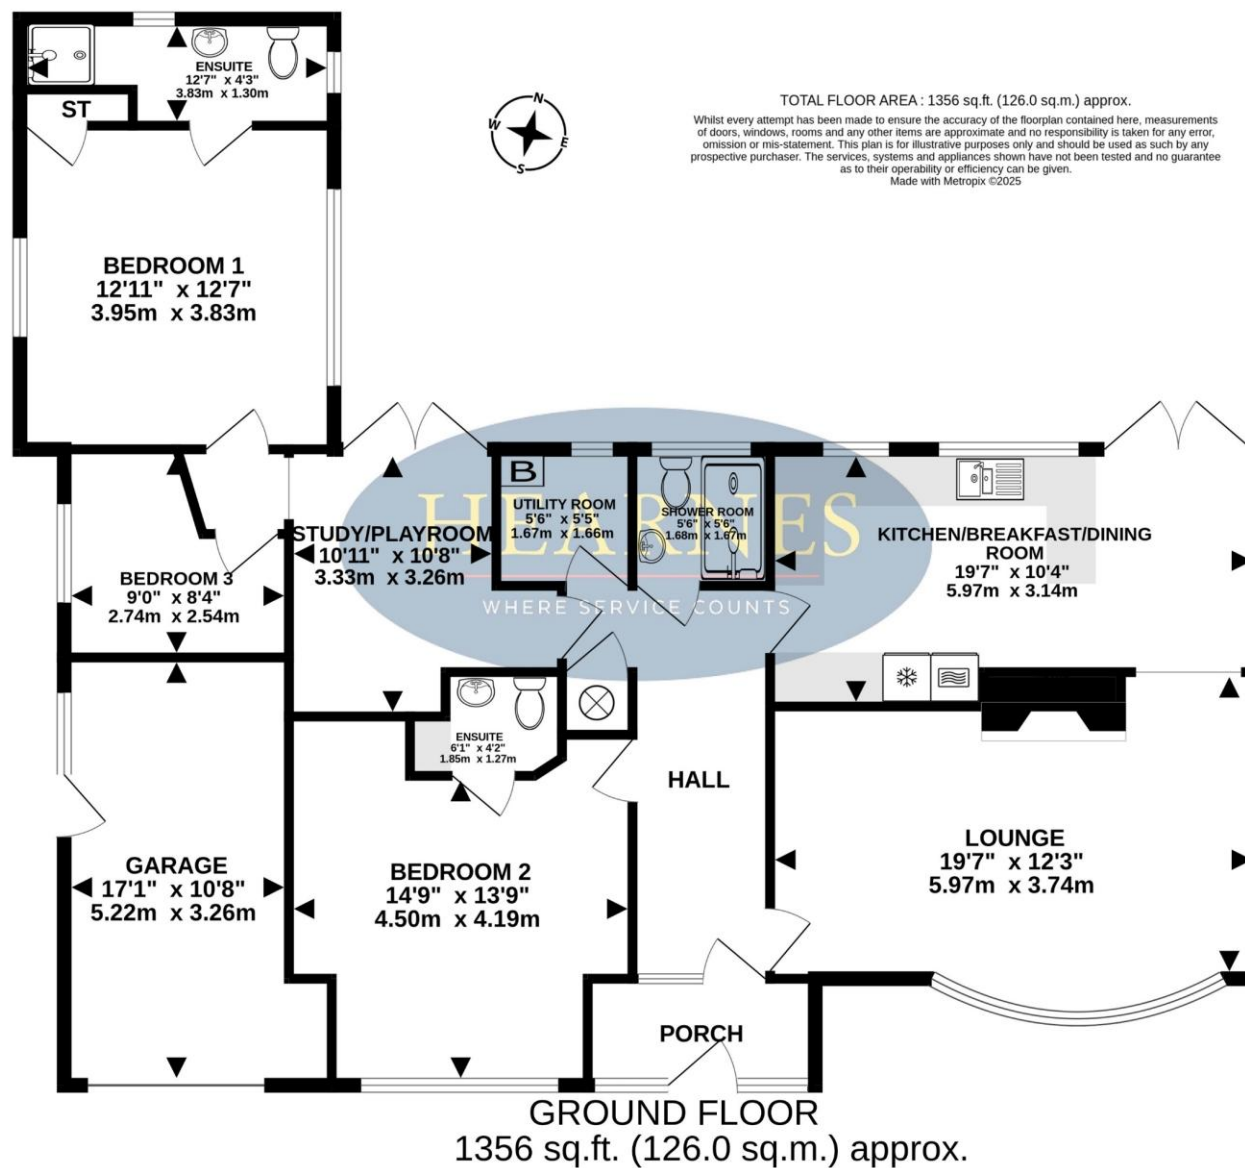 ENSUITE
12'7" x 4'3"
3.83m x 1.30m
ST
N
W
E
S
TOTAL FLOOR AREA : 1356 sq.ft. (126.0 sq.m.) approx.
Whilst every attempt has been made to ensure the accuracy of the floorplan contained here, measurements
of doors, windows, rooms and any other items are approximate and no responsibility is taken for any error,
omission or mis-statement. This plan is for illustrative purposes only and should be used as such by any
prospective purchaser. The services, systems and appliances shown have not been tested and no guarantee
as to their operability or efficiency can be given.
Made with Metropix ©2025
BEDROOM 1
12'11" x 12'7"
3.95m x 3.83m
B
UTILITY ROOM
5'6" x 5'5"
1.67m x 1.66m
SHOWER ROOM
5'6" x 5'6"
1.68m x 1.67m
HEARNES
WHERE SERVICE COUNTS
STUDY/PLAYROOM
10'11" x 10'8"
3.33m x 3.26m
KITCHEN/BREAKFAST/DINING
ROOM
19'7" x 10'4"
5.97m x 3.14m
BEDROOM 3
9'0" x 8'4"
2.74m x 2.54m
ENSUITE
6'1" x 4'2"
1.85m x 1.27m
HALL
LOUNGE
19'7" x 12'3"
5.97m x 3.74m
GARAGE
17'1" x 10'8"
5.22m x 3.26m
BEDROOM 2
14'9" x 13'9"
4.50m x 4.19m
PORCH
GROUND FLOOR
1356 sq.ft. (126.0 sq.m.) approx.